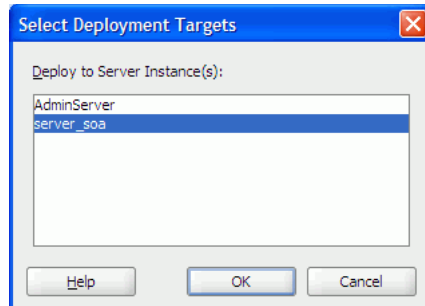 Select Deployment Targets
Deploy to Server Instance(s):
AdminServer
server_soa
Help OK Cancel